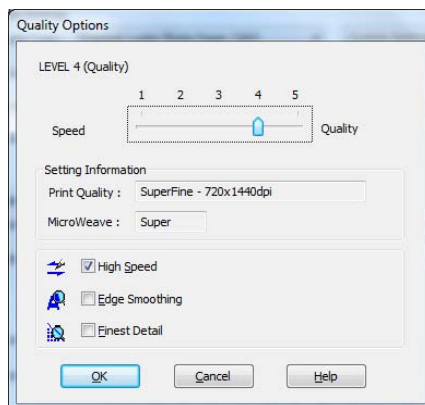 Quality Options
LEVEL 4 (Quality)
1 2 3 4 5
Speed Quality
Setting Information
Print Quality : SuperFine - 720x1440dpi
MicroWeave : Super
High Speed
Edge Smoothing
Finest Detail
OK Cancel Help